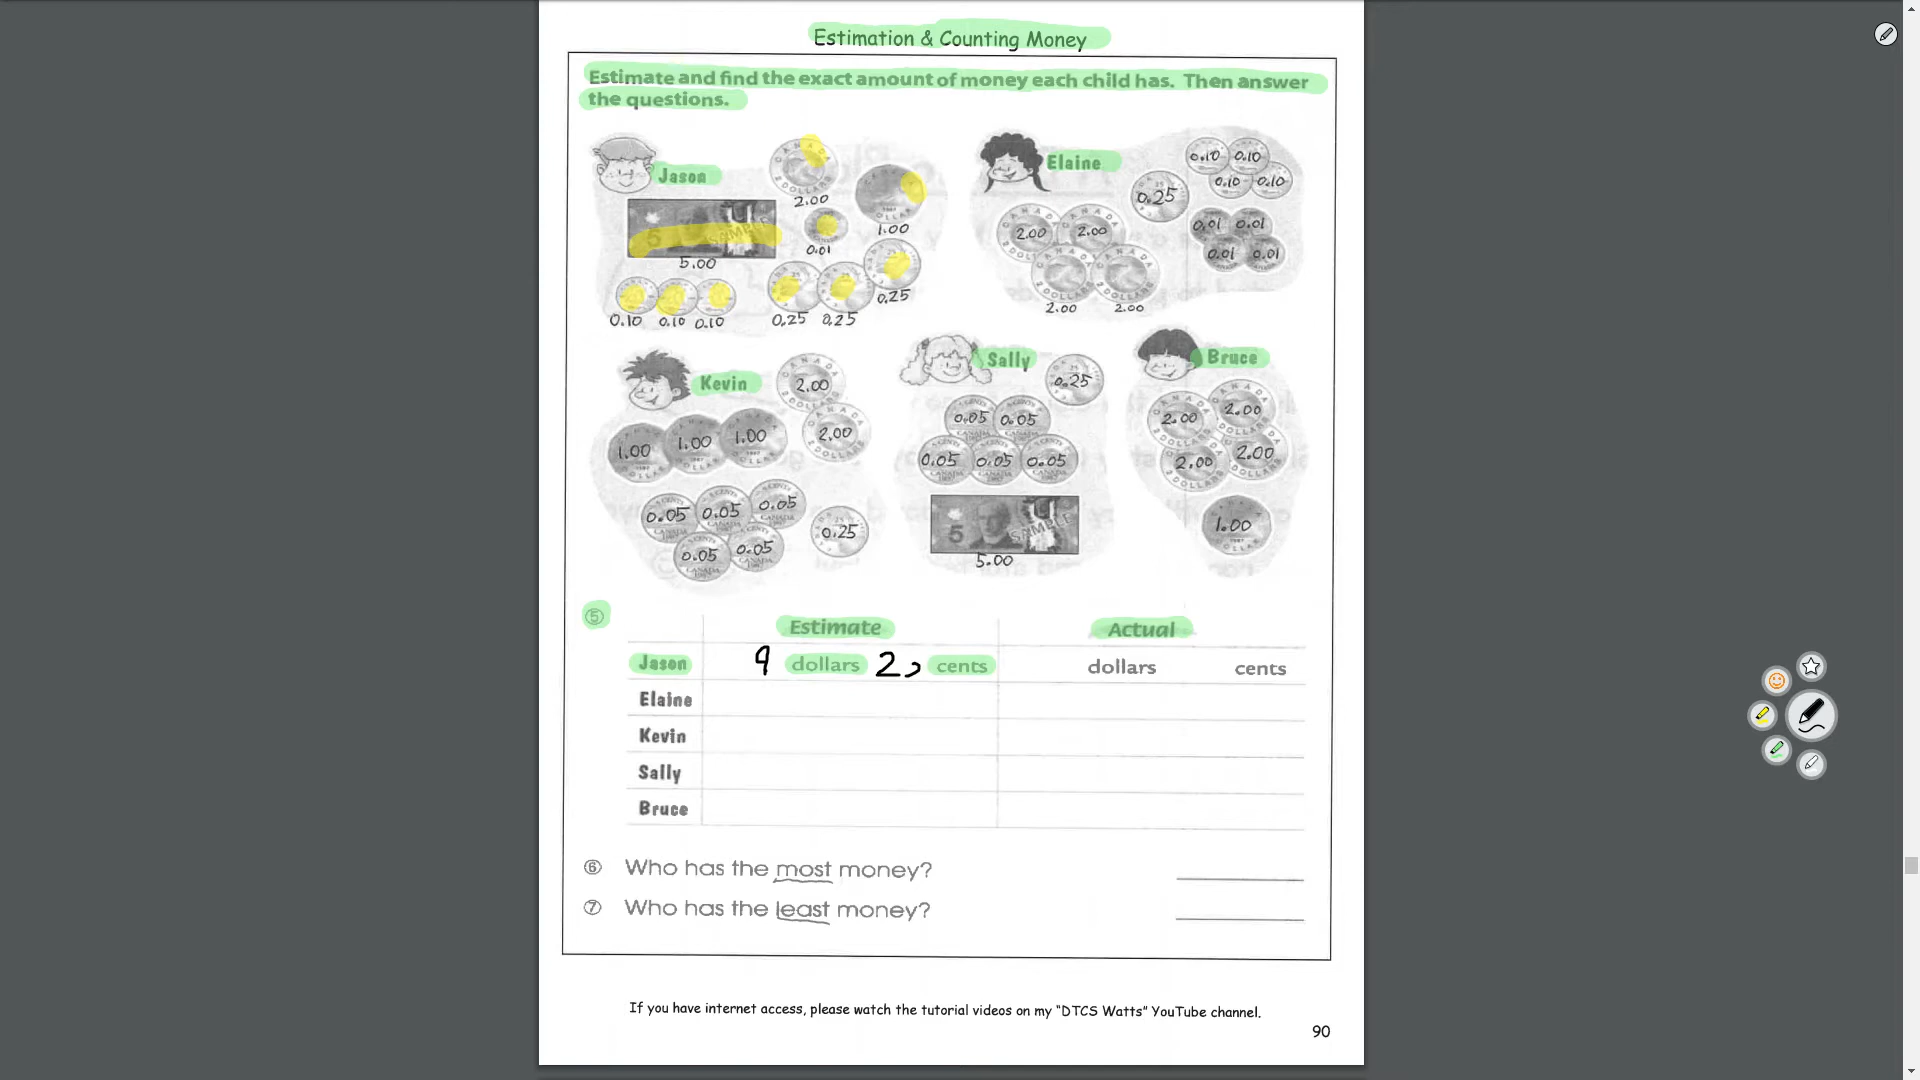 Estimation & Counting Money
Estimate and find the exact amount of money each child has. Then answer
the questions.
Jason
CANADA
2 DOLLARS
2.00
1.00
5
SAMPLE
5.00
0.01
0.10 0.10 0.10
0.25 0.25
0.25
Elaine
0.25
0.10 0.10
0.10 0.10
2.00 2.00
2.00 2.00
0.01 0.01
0.01 0.01
Kevin
2.00
2.00
1.00 1.00 1.00
0.05 0.05 0.05
0.05 0.05
0.25
Sally
0.25
0.05 0.05
0.05 0.05 0.05
5
SAMPLE
5.00
Bruce
2.00 2.00
2.00 2.00
1.00
⑤
Estimate Actual
Jason 9 dollars 2 cents dollars cents
Elaine
Kevin
Sally
Bruce
⑥ Who has the most money?
⑦ Who has the least money?
If you have internet access, please watch the tutorial videos on my "DTCS Watts" YouTube channel.
90